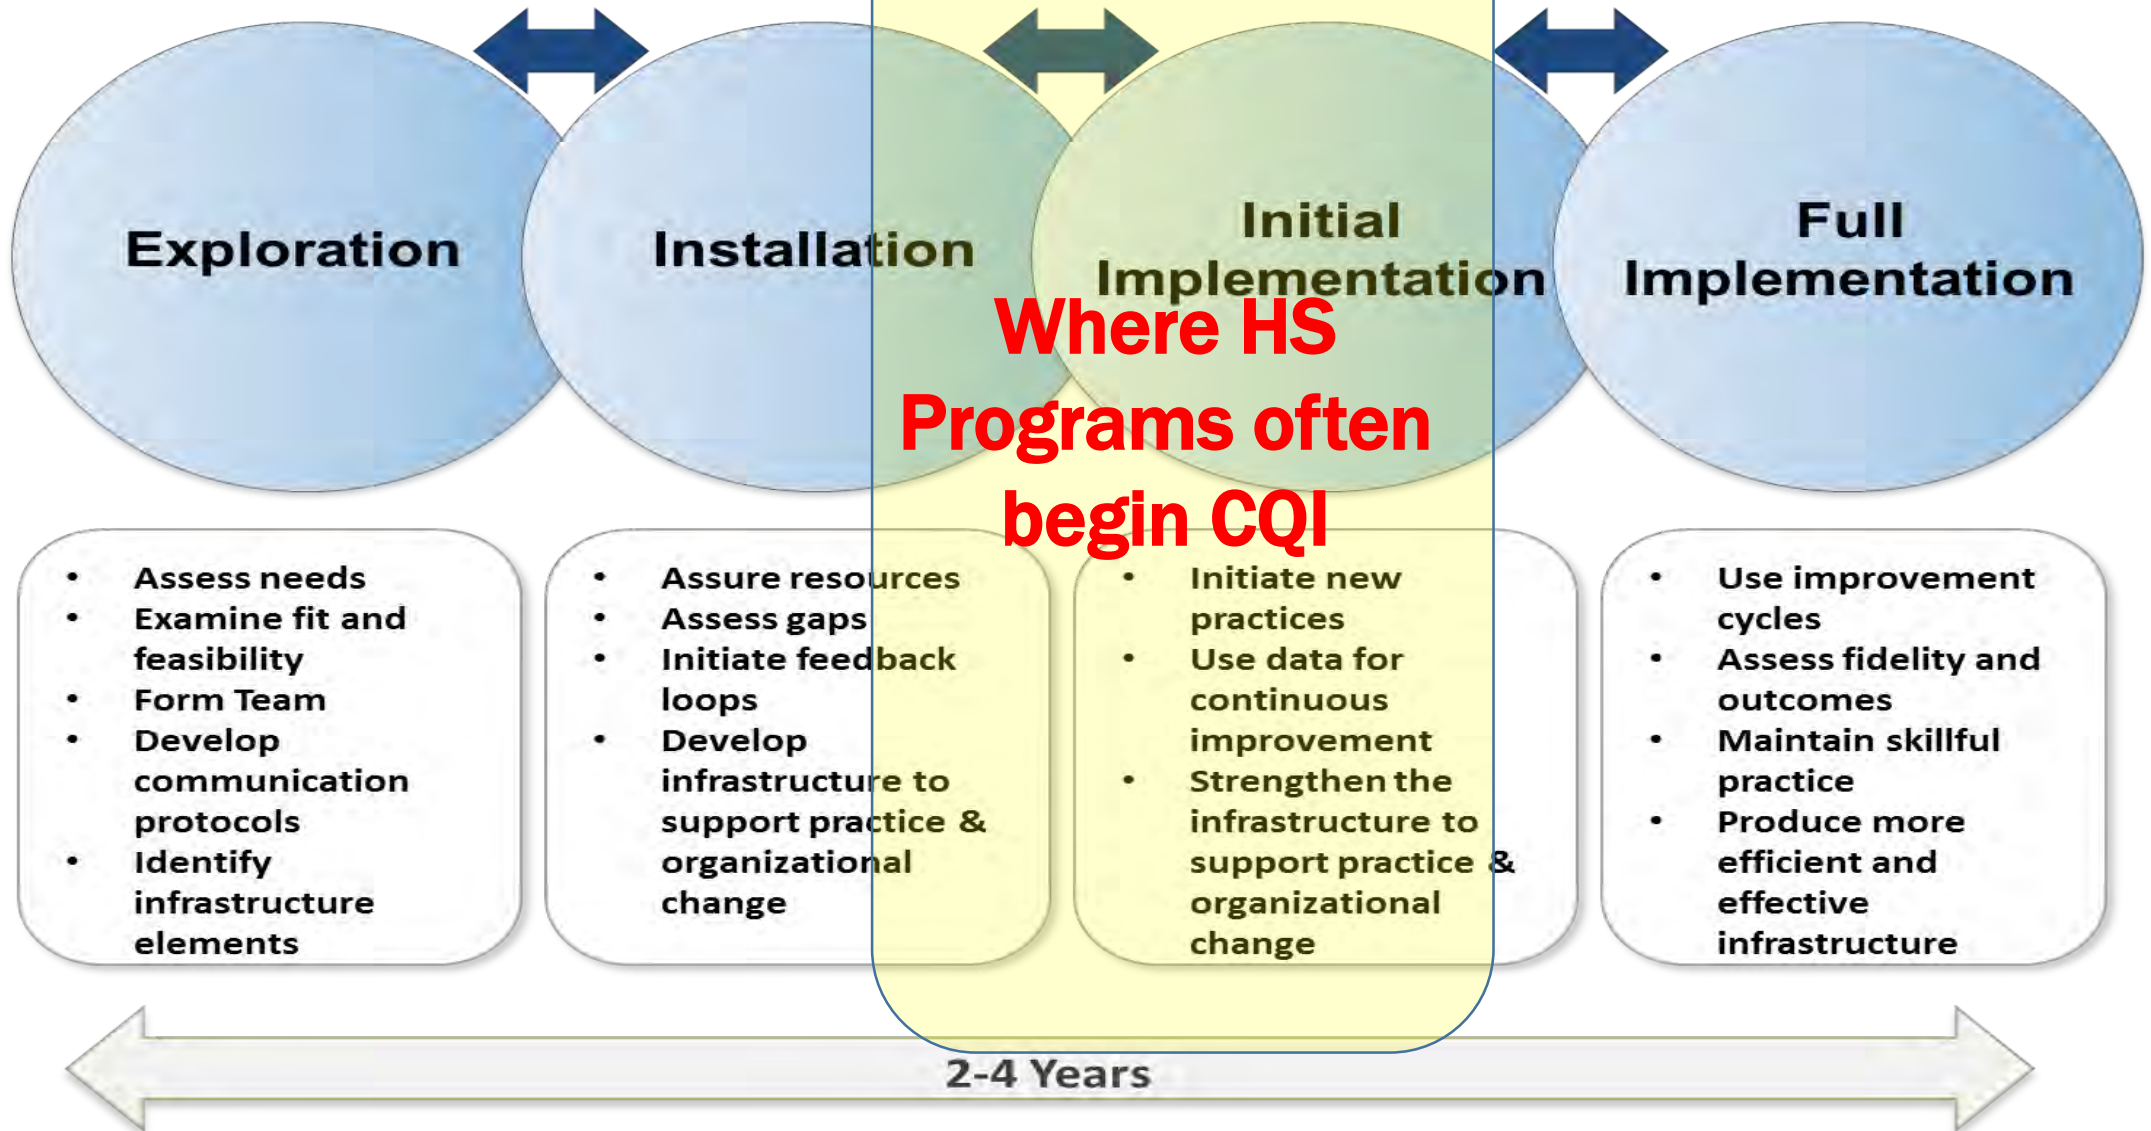 Exploration
Installation
Initial
Implementation
Full
Implementation
Where HS
Programs often
begin CQI
• Assess needs
• Examine fit and
feasibility
• Form Team
• Develop
communication
protocols
• Identify
infrastructure
elements
• Assure resources
• Assess gaps
• Initiate feedback
loops
• Develop
infrastructure to
support practice &
organizational
change
• Initiate new
practices
• Use data for
continuous
improvement
• Strengthen the
infrastructure to
support practice &
organizational
change
• Use improvement
cycles
• Assess fidelity and
outcomes
• Maintain skillful
practice
• Produce more
efficient and
effective
infrastructure
2-4 Years